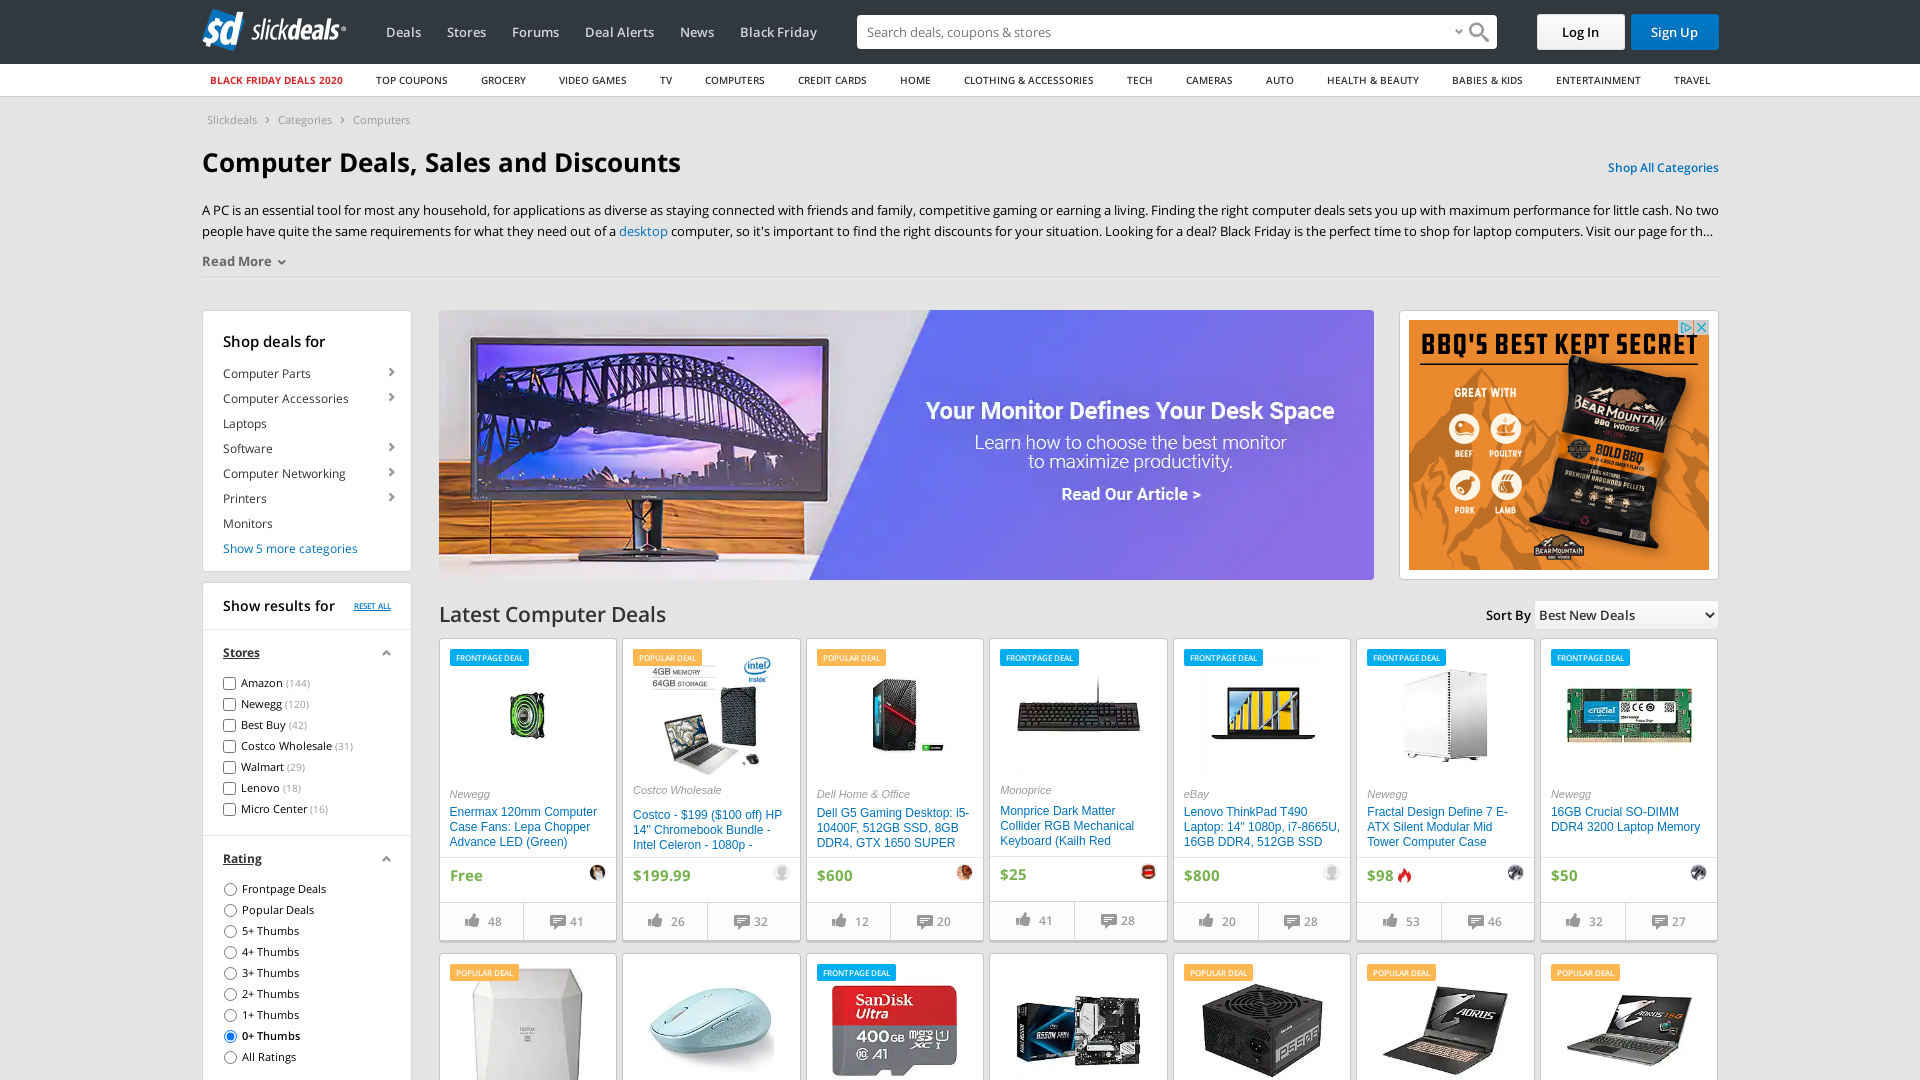 sd slickdeals
Deals
Stores
Forums
Deal Alerts
News
Black Friday
Search deals, coupons & stores
Log In
Sign Up
BLACK FRIDAY DEALS 2020
TOP COUPONS
GROCERY
VIDEO GAMES
TV
COMPUTERS
CREDIT CARDS
HOME
CLOTHING & ACCESSORIES
TECH
CAMERAS
AUTO
HEALTH & BEAUTY
BABIES & KIDS
ENTERTAINMENT
TRAVEL
Slickdeals > Categories > Computers
Computer Deals, Sales and Discounts
Shop All Categories
A PC is an essential tool for most any household, for applications as diverse as staying connected with friends and family, competitive gaming or earning a living. Finding the right computer deals sets you up with maximum performance for little cash. No two
people have quite the same requirements for what they need out of a desktop computer, so it's important to find the right discounts for your situation. Looking for a deal? Black Friday is the perfect time to shop for laptop computers. Visit our page for th...
Read More
Shop deals for
Computer Parts
Computer Accessories
Laptops
Software
Computer Networking
Printers
Monitors
Show 5 more categories
Your Monitor Defines Your Desk Space
Learn how to choose the best monitor
to maximize productivity.
Read Our Article >
BBQ'S BEST KEPT SECRET
GREAT WITH
BEEF
POULTRY
PORK
LAMB
BEAR MOUNTAIN
BBQ WOODS
BOLD BBQ
PREMIUM HARDWOOD PELLETS
BEAR MOUNTAIN
Show results for
RESET ALL
Stores
Amazon (144)
Newegg (120)
Best Buy (42)
Costco Wholesale (31)
Walmart (29)
Lenovo (18)
Micro Center (16)
Rating
Frontpage Deals
Popular Deals
5+ Thumbs
4+ Thumbs
3+ Thumbs
2+ Thumbs
1+ Thumbs
0+ Thumbs
All Ratings
Latest Computer Deals
Sort By Best New Deals
FRONTPAGE DEAL
Newegg
Enermax 120mm Computer
Case Fans: Lepa Chopper
Advance LED (Green)
Free
48
41
POPULAR DEAL
4GB MEMORY
64GB STORAGE
intel
inside
Costco Wholesale
Costco - $199 ($100 off) HP
14" Chromebook Bundle -
Intel Celeron - 1080p -
$199.99
26
32
POPULAR DEAL
Dell Home & Office
Dell G5 Gaming Desktop: i5-
10400F, 512GB SSD, 8GB
DDR4, GTX 1650 SUPER
$600
12
20
FRONTPAGE DEAL
Monoprice
Monprice Dark Matter
Collider RGB Mechanical
Keyboard (Kailh Red
$25
41
28
FRONTPAGE DEAL
eBay
Lenovo ThinkPad T490
Laptop: 14" 1080p, i7-8665U,
16GB DDR4, 512GB SSD
$800
20
28
FRONTPAGE DEAL
Newegg
Fractal Design Define 7 E-
ATX Silent Modular Mid
Tower Computer Case
$98
53
46
FRONTPAGE DEAL
crucial
Newegg
16GB Crucial SO-DIMM
DDR4 3200 Laptop Memory
$50
32
27
POPULAR DEAL
instax
FRONTPAGE DEAL
SanDisk
Ultra
400GB
micro
XC I
A1
B550M PRO4
POPULAR DEAL
POPULAR DEAL
AORUS
POPULAR DEAL
AORUS 15G